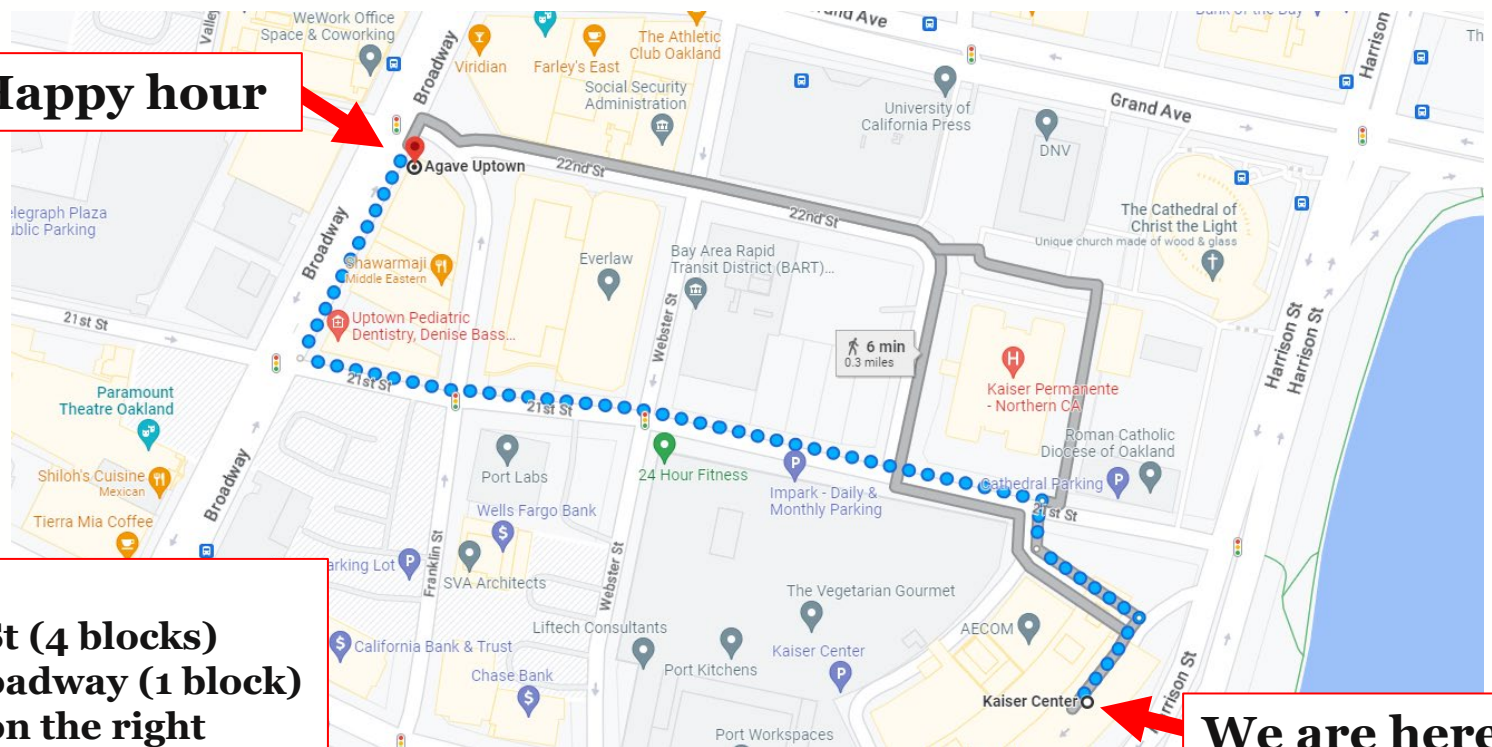 WeWork Office
Space & Coworking
Broadway
Viridian
Farley's East
The Athletic
Club Oakland
Social Security
Administration
University of
California Press
Grand Ave
Harrison
Th
Happy hour
Grand Ave
DNV
Agave Uptown
22nd St
22nd St
The Cathedral of
Christ the Light
Unique church made of wood & glass
elegraph Plaza
ublic Parking
Broadway
Shawarmaji
Middle Eastern
Everlaw
Bay Area Rapid
Transit District (BART)...
Webster St
Uptown Pediatric
Dentistry, Denise Bass...
21st St
6 min
0.3 miles
H
Kaiser Permanente
- Northern CA
Harrison St
Harrison St
21st St
21st St
Paramount
Theatre Oakland
Roman Catholic
Diocese of Oakland
Shiloh's Cuisine
Mexican
Broadway
Port Labs
24 Hour Fitness
P
Impark - Daily &
Monthly Parking
Cathedral Parking
P
21st St
Tierra Mia Coffee
Wells Fargo Bank
$
arking Lot
P
Franklin St
SVA Architects
Webster St
The Vegetarian Gourmet
St (4 blocks)
oadway (1 block)
on the right
$
California Bank & Trust
Liftech Consultants
Port Kitchens
Kaiser Center
P
AECOM
Chase Bank
$
Kaiser Center
rrison St
Port Workspaces
We are here